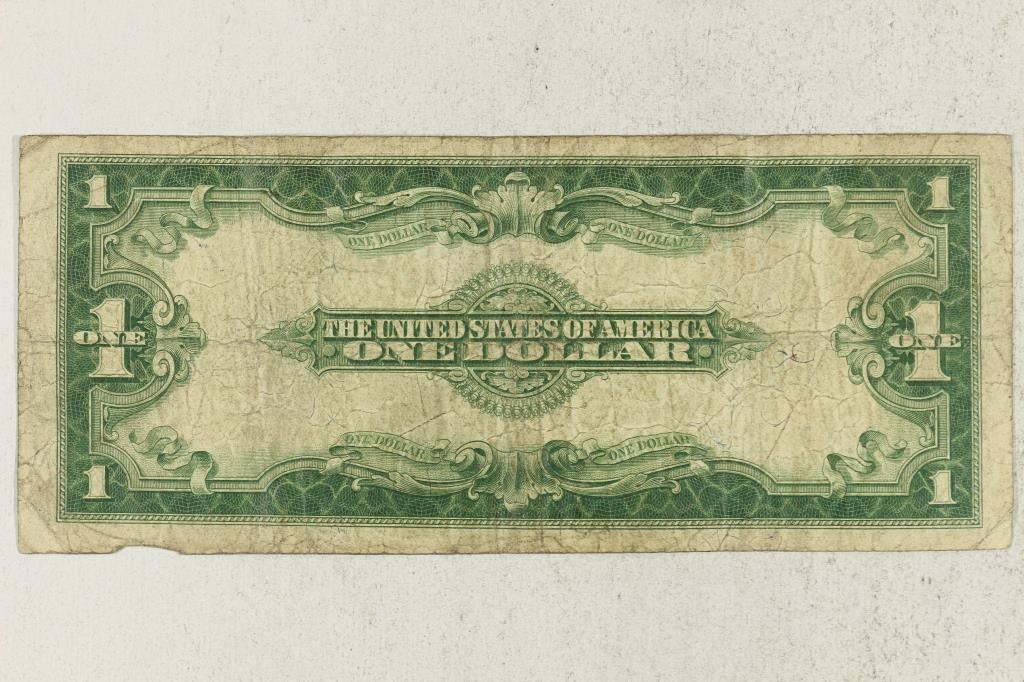 1 1
ONE DOLLAR ONE DOLLAR
THE UNITED STATES OF AMERICA
1 ONE 1 ONE
ONE DOLLAR
ONE DOLLAR ONE DOLLAR
1 1